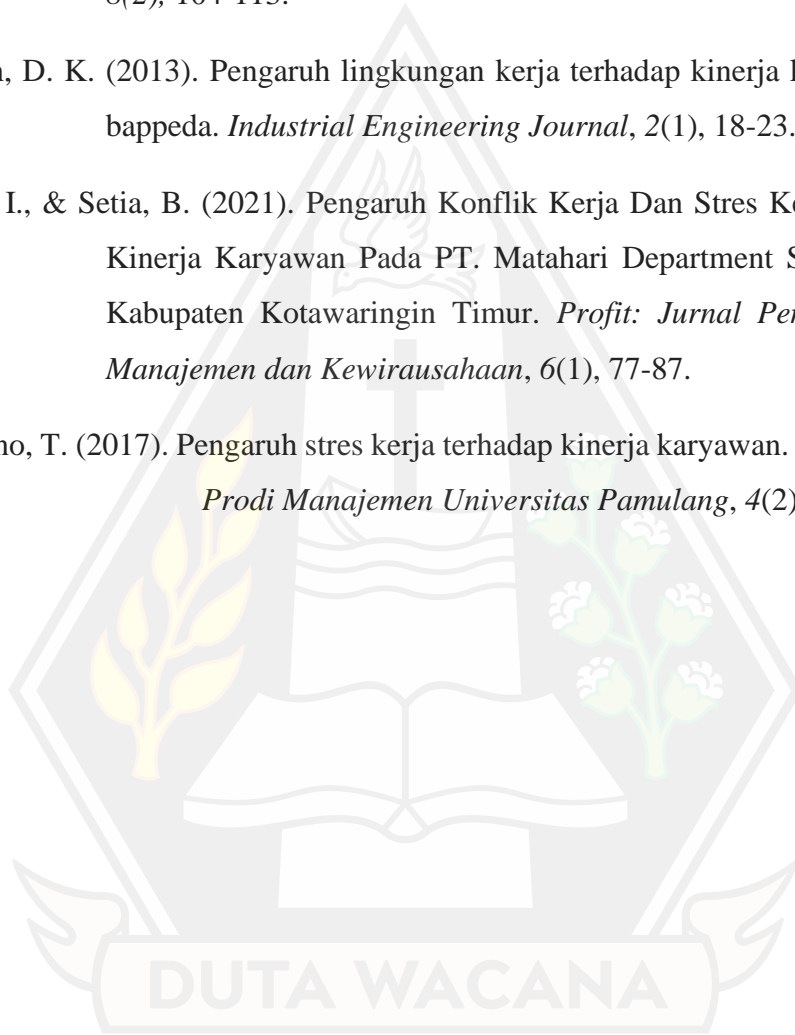 8(2), 104-113.
D. K. (2013). Pengaruh lingkungan kerja terhadap kinerja
bappeda. Industrial Engineering Journal, 2(1), 18-23.
I., & Setia, B. (2021). Pengaruh Konflik Kerja Dan Stres
Kinerja Karyawan Pada PT. Matahari Department
Kabupaten Kotawaringin Timur. Profit: Jurnal
Manajemen dan Kewirausahaan, 6(1), 77-87.
T. (2017). Pengaruh stres kerja terhadap kinerja karyawan.
Prodi Manajemen Universitas Pamulang, 4(2)
DUTA WACANA